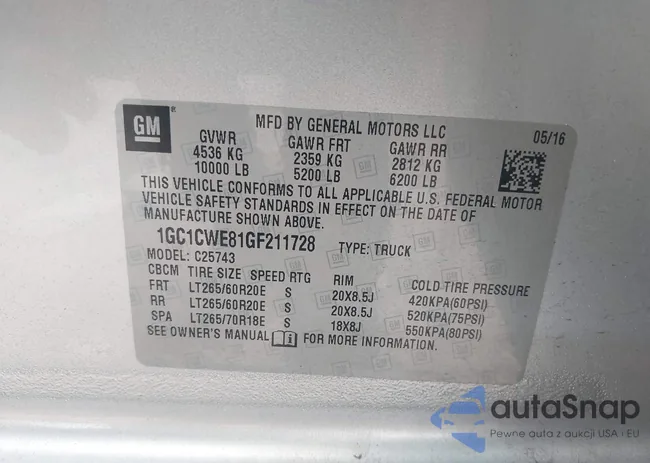 GM ®
MFD BY GENERAL MOTORS LLC 05/16
GVWR GAWR FRT GAWR RR
4536 KG 2359 KG 2812 KG
10000 LB 5200 LB 6200 LB
THIS VEHICLE CONFORMS TO ALL APPLICABLE U.S. FEDERAL MOTOR
VEHICLE SAFETY STANDARDS IN EFFECT ON THE DATE OF
MANUFACTURE SHOWN ABOVE.
1GC1CWE81GF211728 TYPE: TRUCK
MODEL: C25743
CBCM TIRE SIZE SPEED RTG RIM COLD TIRE PRESSURE
FRT LT265/60R20E S 20X8.5J 420KPA(60PSI)
RR LT265/60R20E S 20X8.5J 520KPA(75PSI)
SPA LT265/70R18E S 18X8J 550KPA(80PSI)
SEE OWNER'S MANUAL FOR MORE INFORMATION.
autoSnap
Pewne auta z aukcji USA i EU